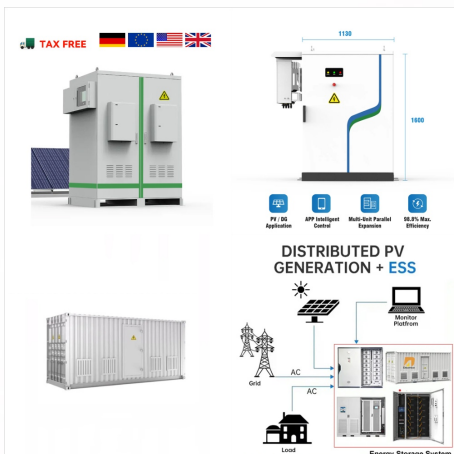 TAX FREE
1130
1600
PV / DG
Application
APP Intelligent
Control
Multi-Unit Parallel
Expansion
98.8% Max.
Efficiency
DISTRIBUTED PV
GENERATION + ESS
Monitor
Platfrom
Grid
AC
AC
Load
Energy Storage System